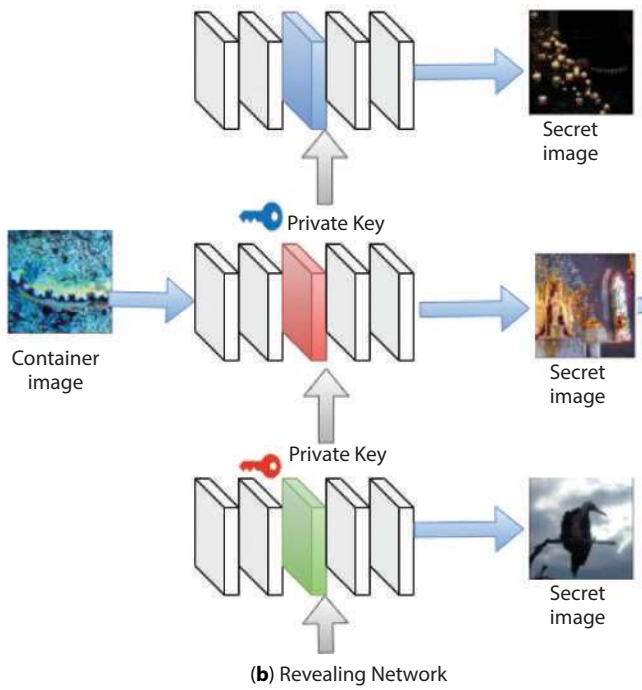 Secret
image
Private Key
Container
image
Secret
image
Private Key
Secret
image
(b) Revealing Network